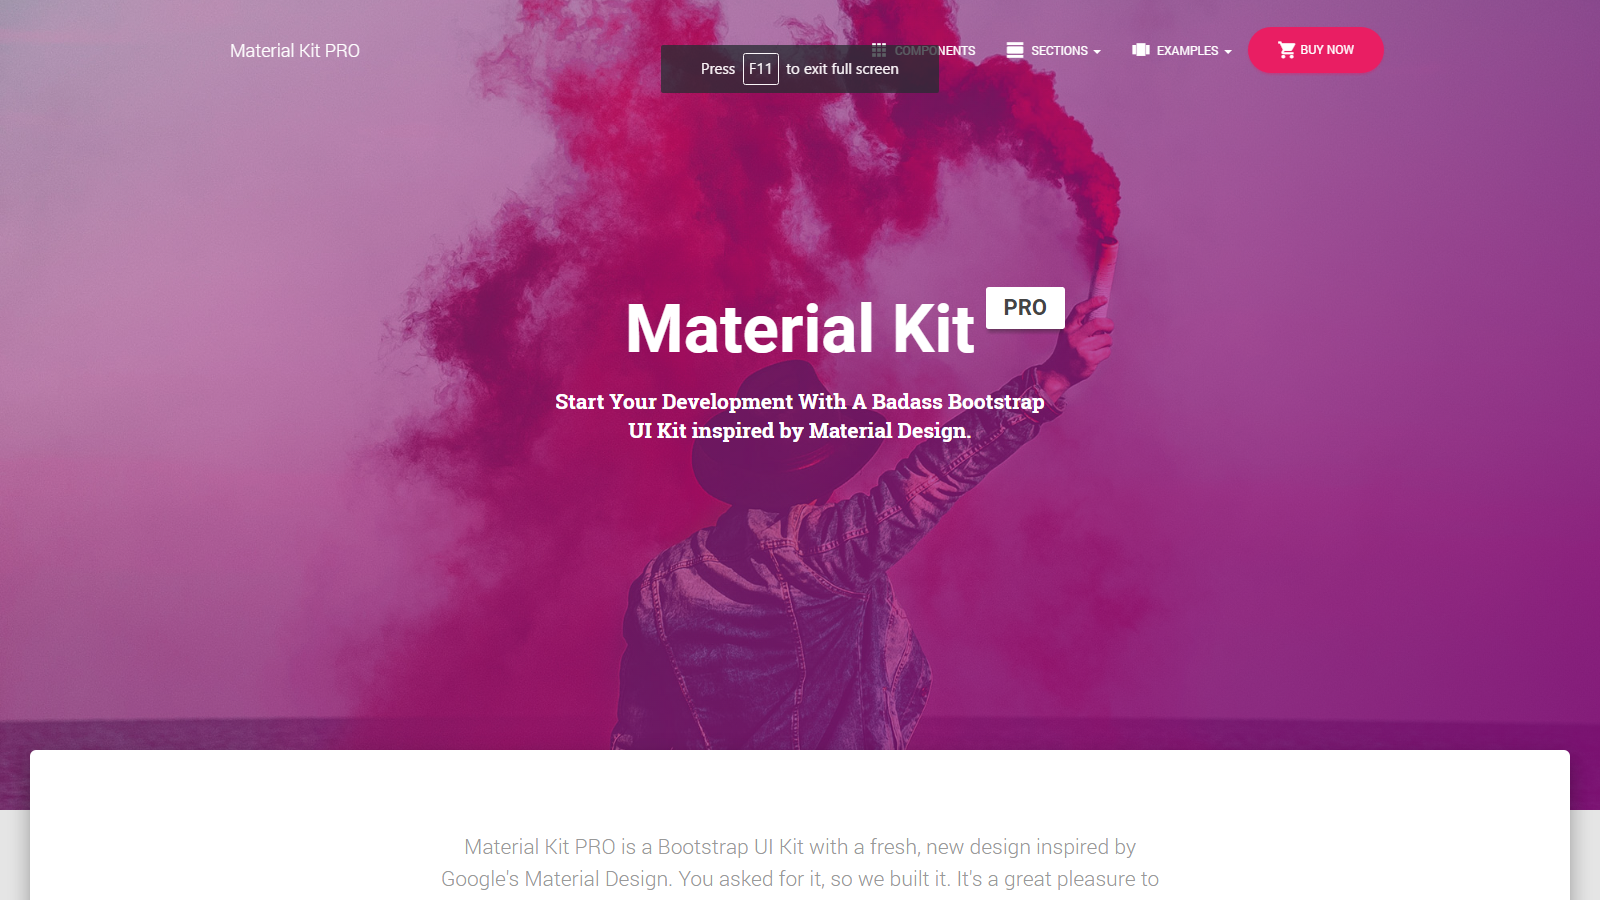 Material Kit PRO
COMPONENTS
SECTIONS
EXAMPLES
BUY NOW
Press F11 to exit full screen
Material Kit PRO
Start Your Development With A Badass Bootstrap
UI Kit inspired by Material Design.
Material Kit PRO is a Bootstrap UI Kit with a fresh, new design inspired by
Google's Material Design. You asked for it, so we built it. It's a great pleasure to